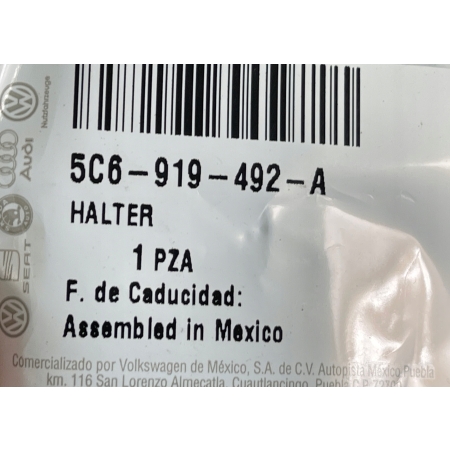 5C6-919-492-A
HALTER
1 PZA
F. de Caducidad:
Assembled in Mexico
Comercializado por Volkswagen de México, S.A. de C.V. Autopista México Puebla
km. 116 San Lorenzo Almecatla, Cuautlancingo, Puebla C.P.
Nutzfahrzeuge
Audi
SEAT